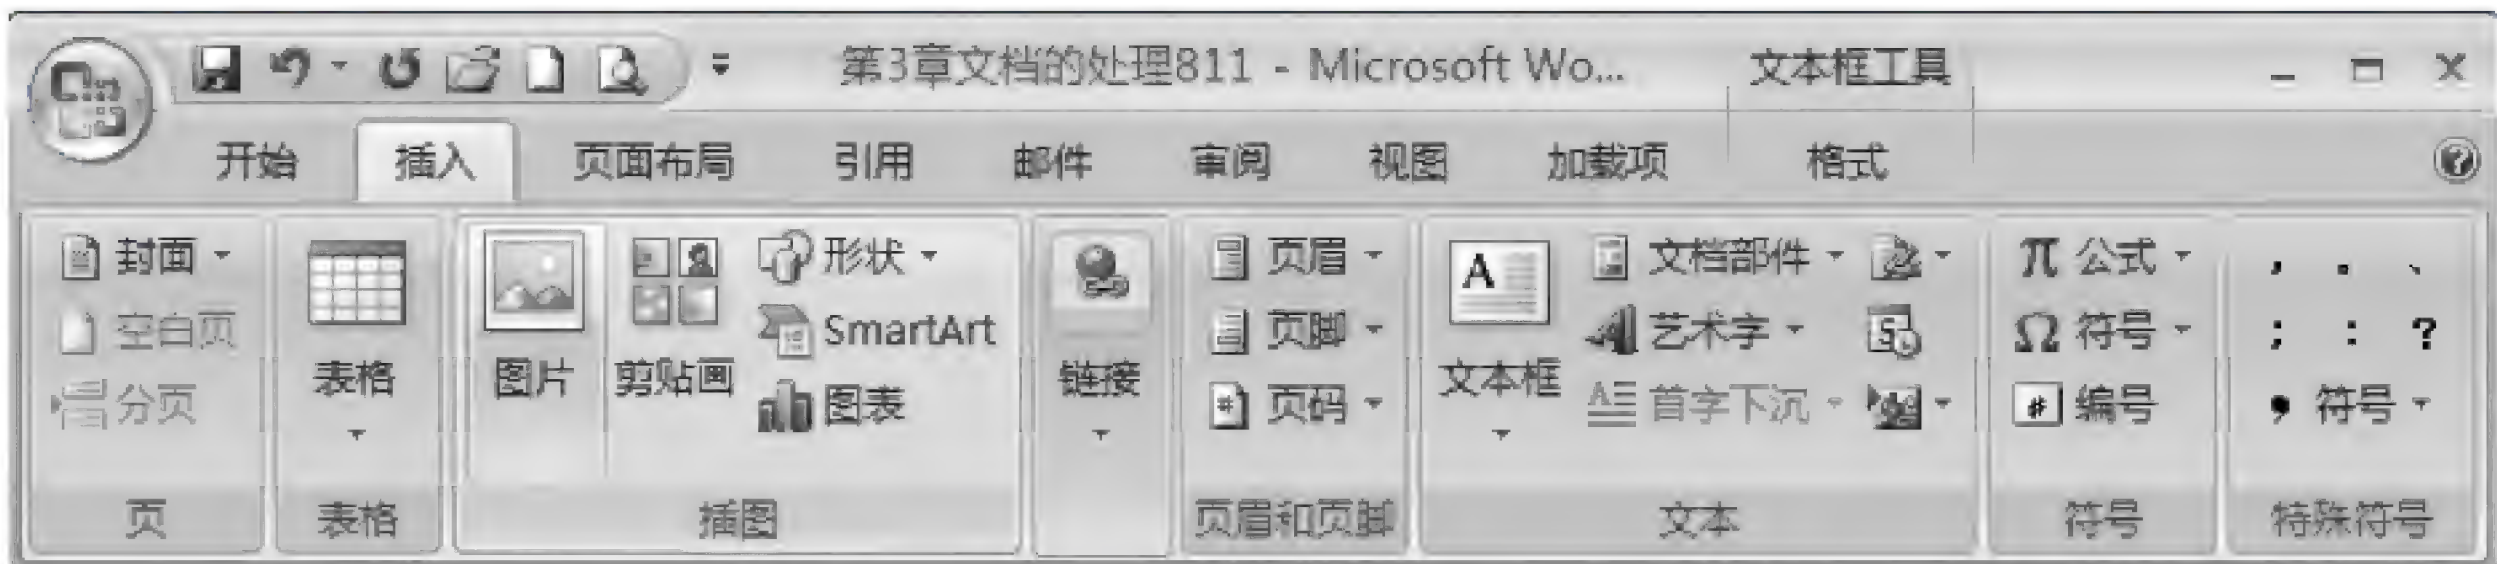 第3章文档的处理811 - Microsoft Wo... 文本框工具
开始 插入 页面布局 引用 邮件 审阅 视图 加载项 格式
封面 形状 页眉 文档部件 π 公式 , . 、
空白页 SmartArt 页脚 艺术字 Ω 符号 ; : ?
表格 图片 剪贴画 链接 文本框
分页 图表 页码 A 首字下沉 # 编号 , 符号
页 表格 插图 页眉和页脚 文本 符号 特殊符号